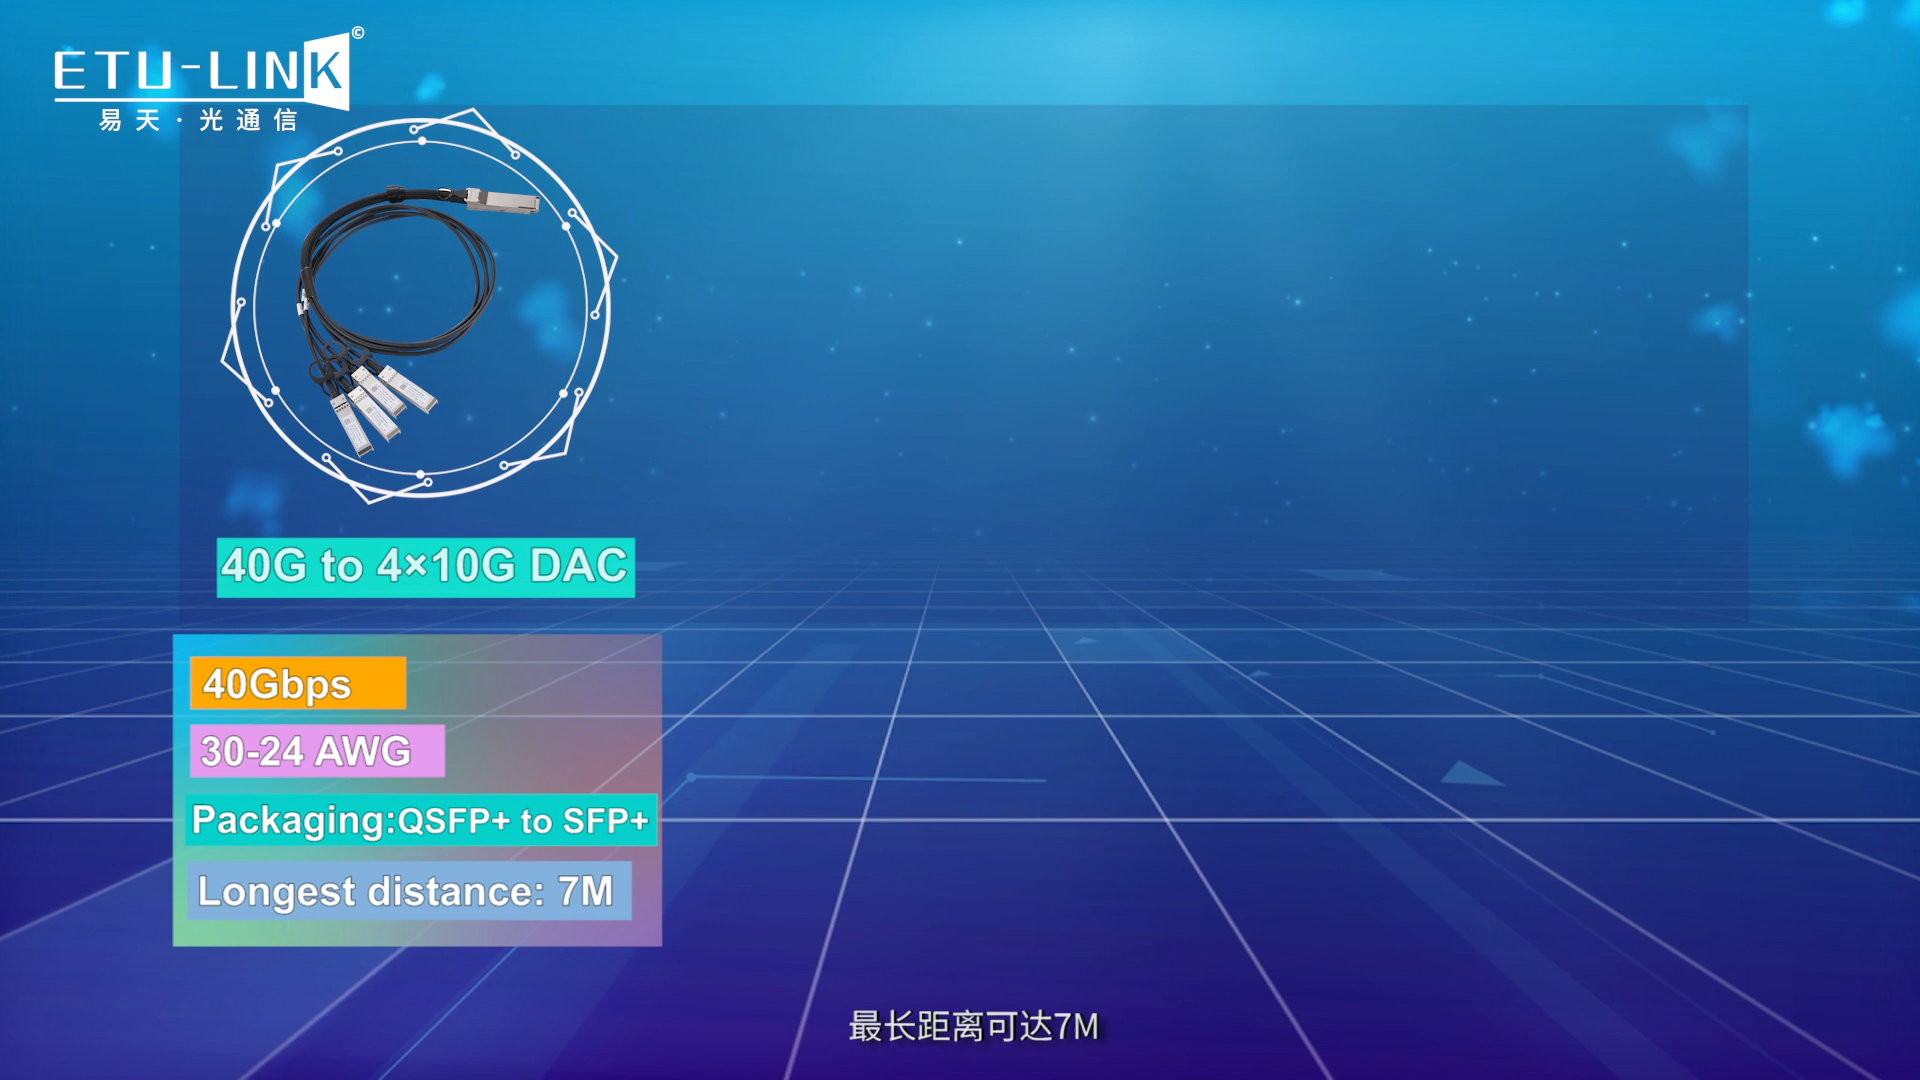 ETU-LINK©
易天·光通信
40G to 4×10G DAC
40Gbps
30-24 AWG
Packaging:QSFP+ to SFP+
Longest distance: 7M
最长距离可达7M